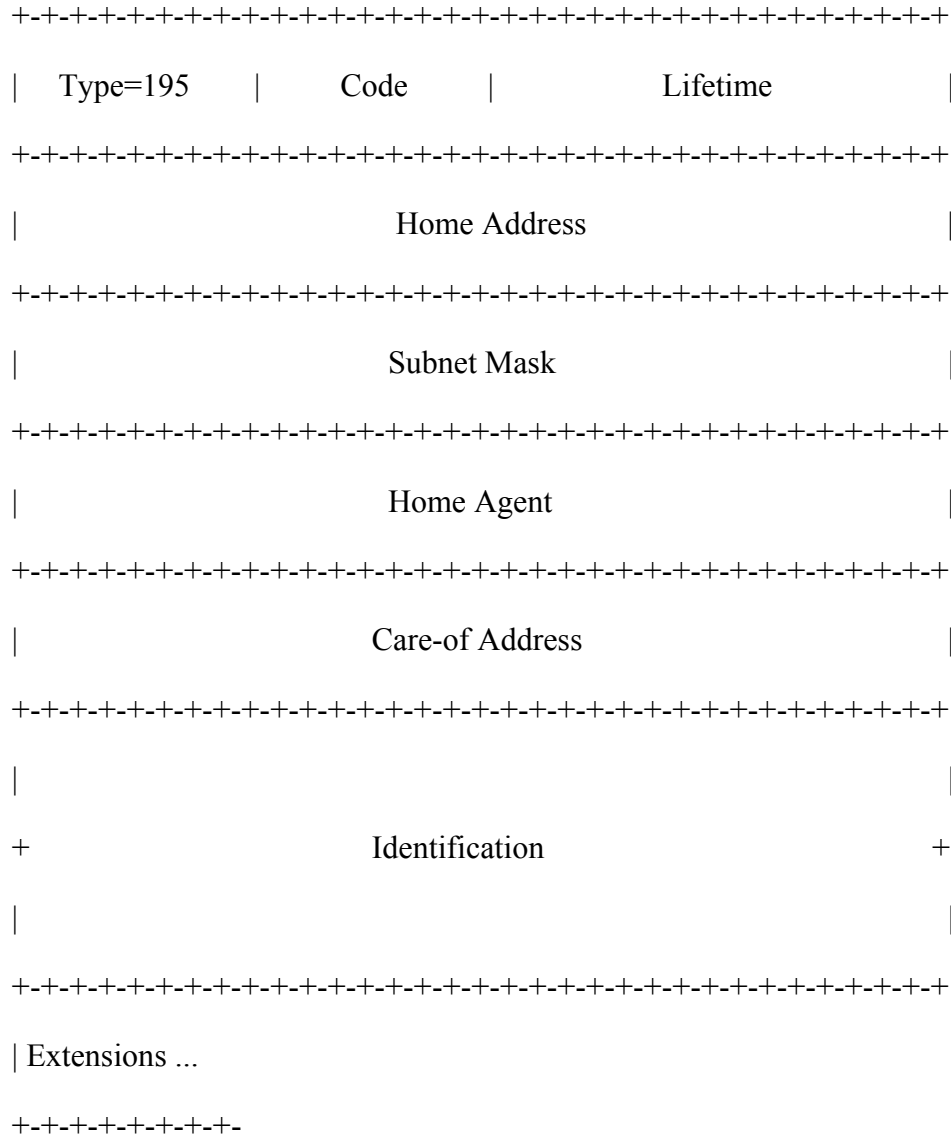 +-+-+-+-+-+-+-+-+-+-+-+-+-+-+-+-+-+-+-+-+-+-+-+-+-+-+-+-+-+-+-+-+
| Type=195 | Code | Lifetime |
+-+-+-+-+-+-+-+-+-+-+-+-+-+-+-+-+-+-+-+-+-+-+-+-+-+-+-+-+-+-+-+-+
| Home Address |
+-+-+-+-+-+-+-+-+-+-+-+-+-+-+-+-+-+-+-+-+-+-+-+-+-+-+-+-+-+-+-+-+
| Subnet Mask |
+-+-+-+-+-+-+-+-+-+-+-+-+-+-+-+-+-+-+-+-+-+-+-+-+-+-+-+-+-+-+-+-+
| Home Agent |
+-+-+-+-+-+-+-+-+-+-+-+-+-+-+-+-+-+-+-+-+-+-+-+-+-+-+-+-+-+-+-+-+
| Care-of Address |
+-+-+-+-+-+-+-+-+-+-+-+-+-+-+-+-+-+-+-+-+-+-+-+-+-+-+-+-+-+-+-+-+
| |
+ Identification +
| |
+-+-+-+-+-+-+-+-+-+-+-+-+-+-+-+-+-+-+-+-+-+-+-+-+-+-+-+-+-+-+-+-+
| Extensions ...
+-+-+-+-+-+-+-+-